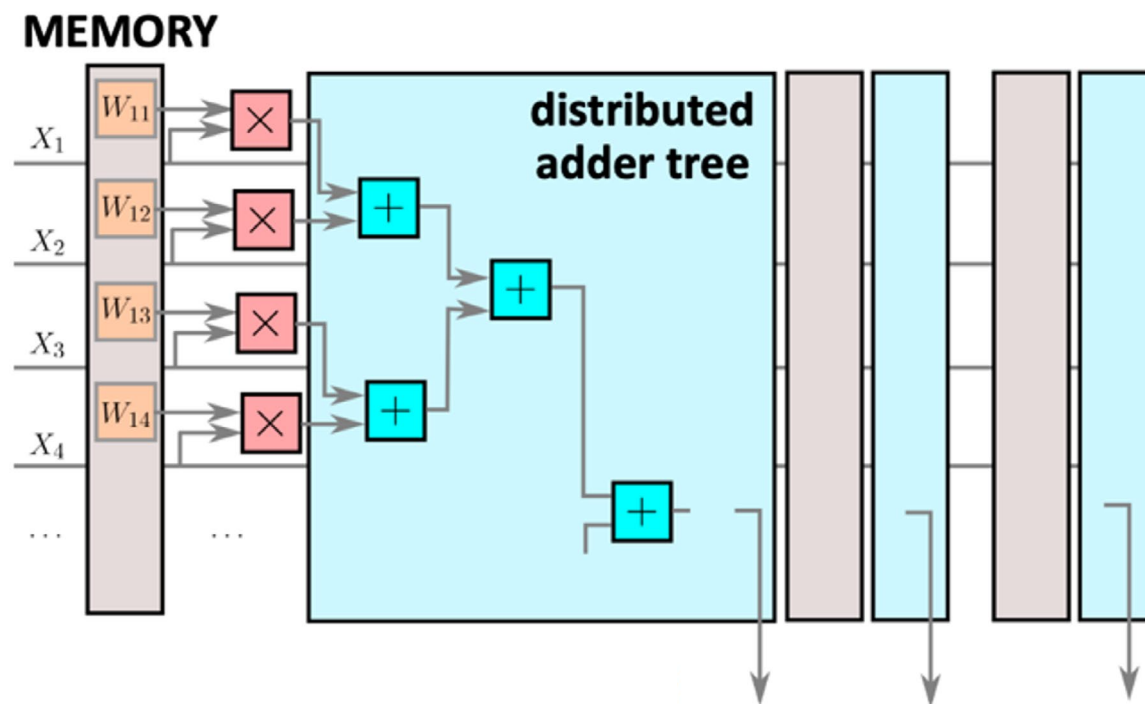 MEMORY
distributed
adder tree
W11
×
X1
W12
×
+
X2
+
W13
×
X3
W14
×
+
X4
+
...
...